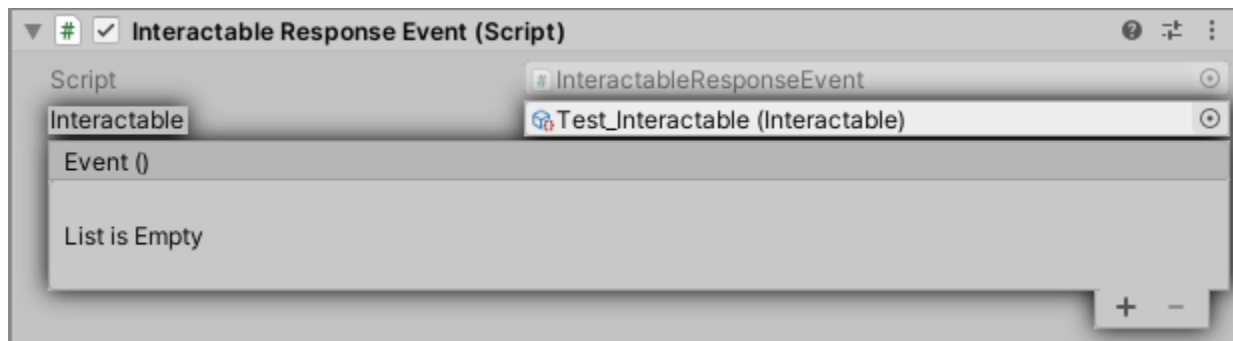 Interactable Response Event (Script)
Script InteractableResponseEvent
Interactable Test_Interactable (Interactable)
Event ()
List is Empty
+ −